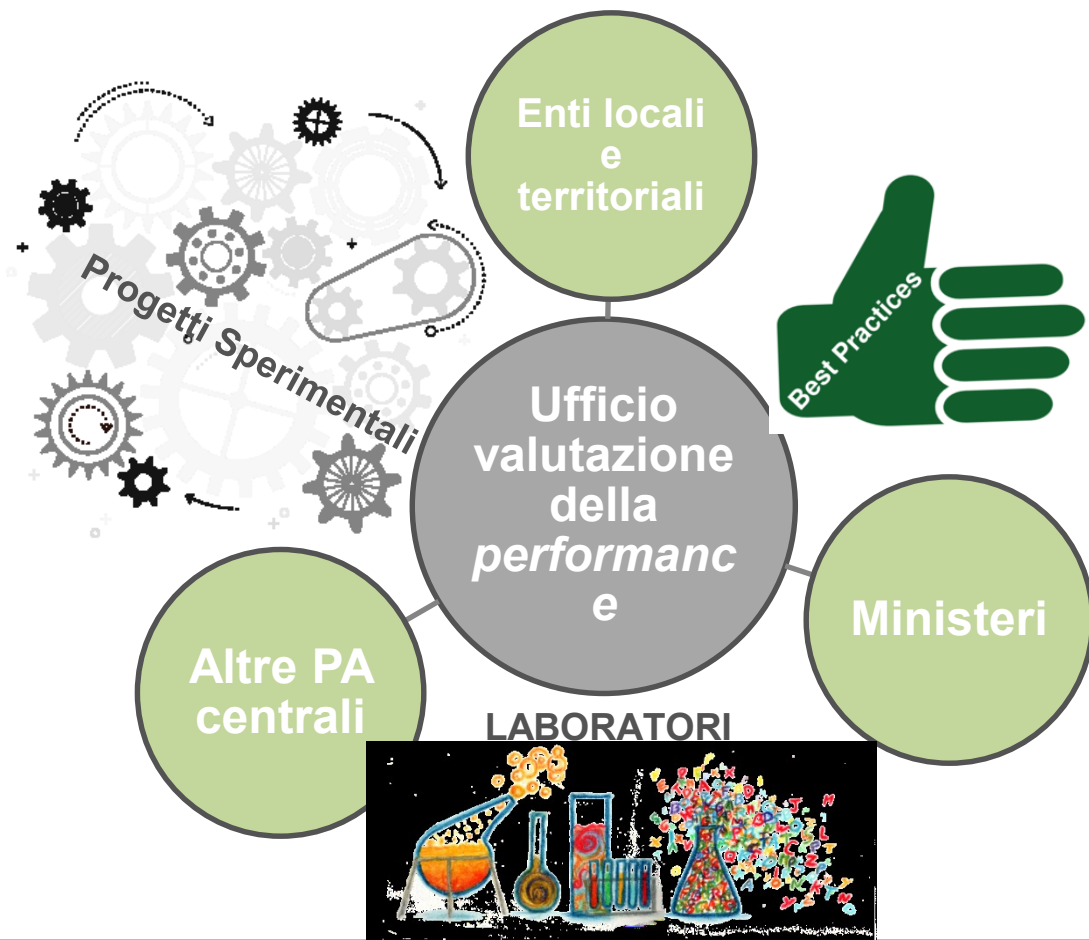 Enti locali
e
territoriali
Progetti Sperimentali
Best Practices
Ufficio
valutazione
della
performanc
e
Ministeri
Altre PA
centrali
LABORATORI